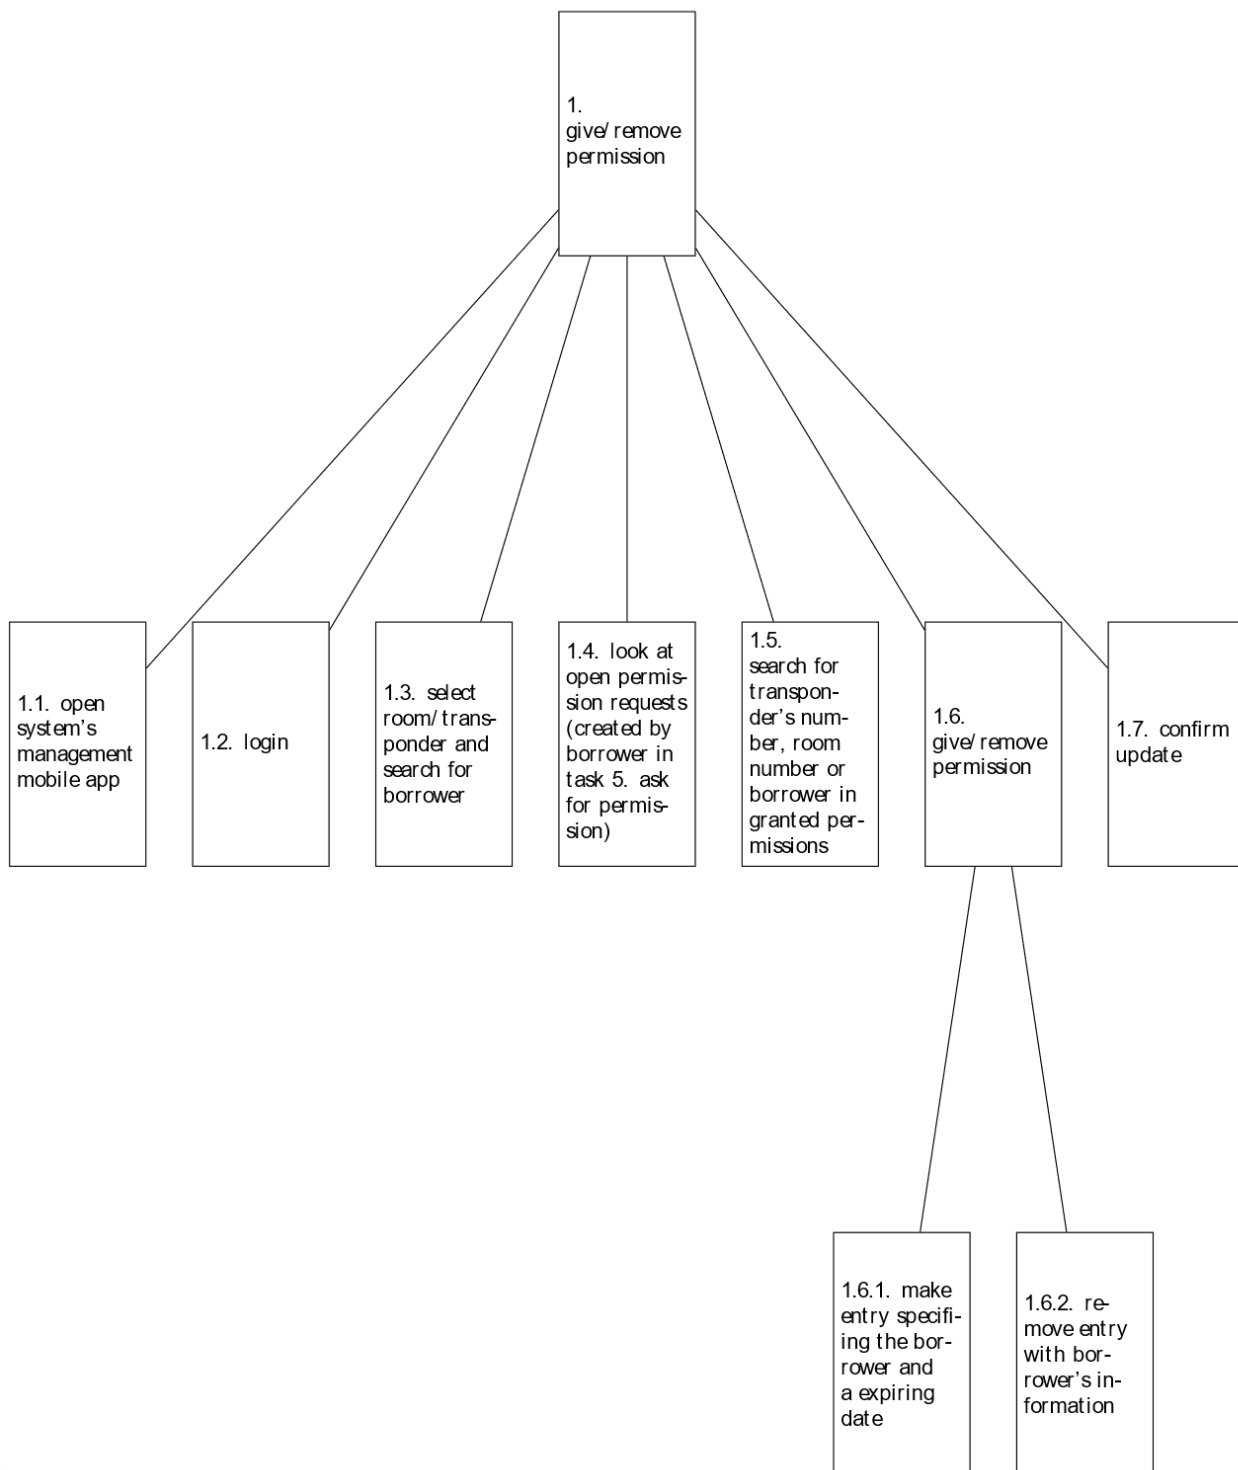 1.
give/ remove
permission
1.1. open
system's
management
mobile app
1.2. login
1.3. select
room/ trans-
ponder and
search for
borrower
1.4. look at
open permis-
sion requests
(created by
borrower in
task 5. ask
for permis-
sion)
1.5.
search for
transpon-
der's num-
ber, room
number or
borrower in
granted per-
missions
1.6.
give/ remove
permission
1.7. confirm
update
1.6.1. make
entry specifi-
ing the bor-
rower and
a expiring
date
1.6.2. re-
move entry
with bor-
rower's in-
formation